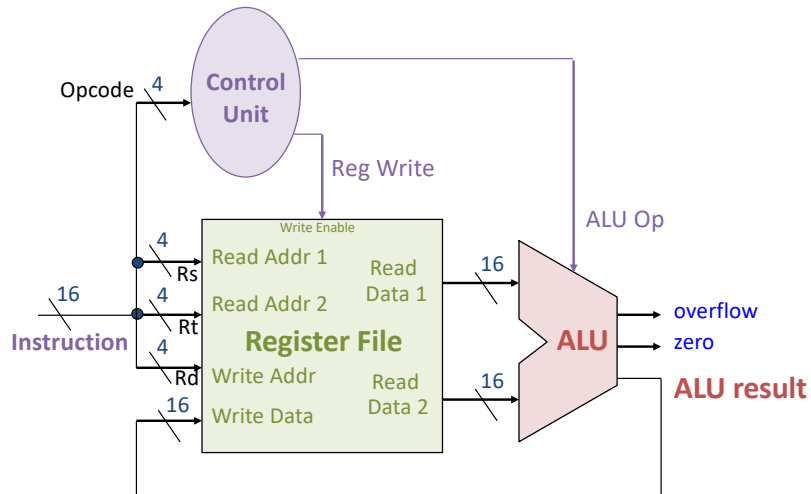 Control
Unit
4
Opcode
Reg Write
ALU Op
Write Enable
4
Rs
Read Addr 1
Read
Data 1
16
16
Instruction
4
Rt
Read Addr 2
Register File
ALU
overflow
zero
4
Rd
Write Addr
Read
Data 2
16
ALU result
16
Write Data